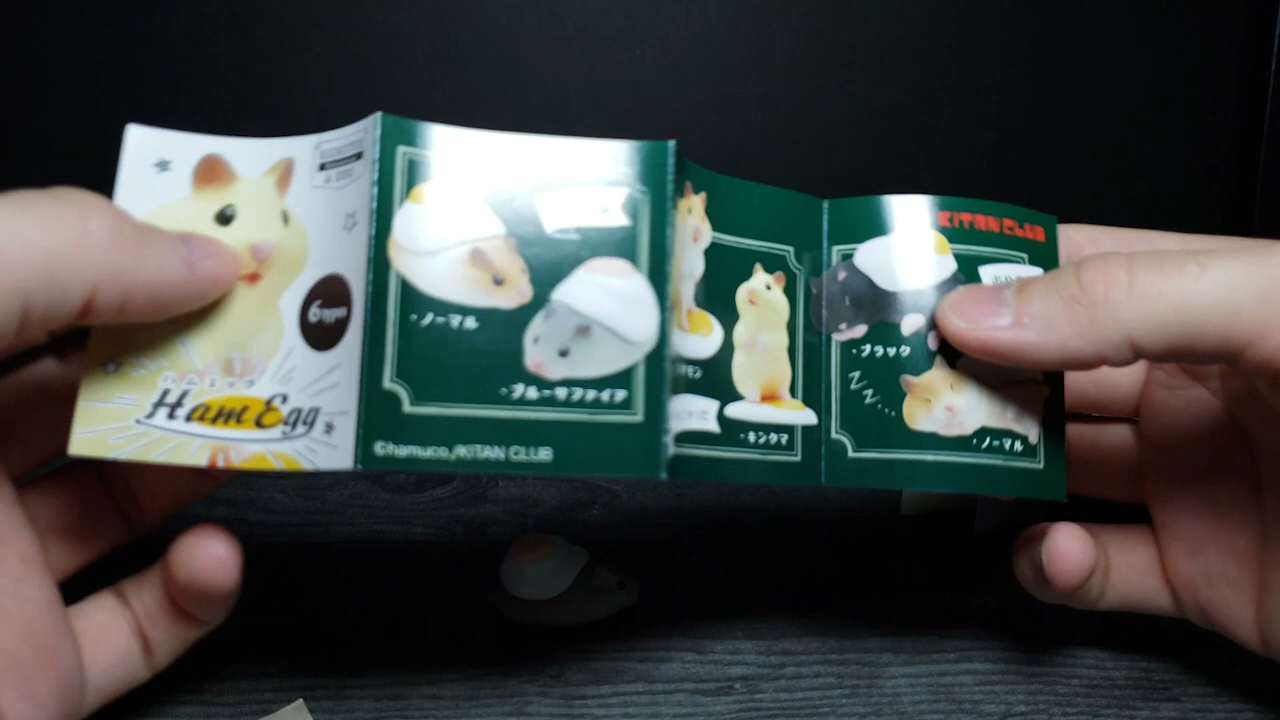 6types
ハムエッグ
Ham Egg
・ノーマル
・ブルーサファイア
©hamuco./KITAN CLUB
・キンクマ
KITAN CLUB
・ブラック
ZZ...
・ノーマル